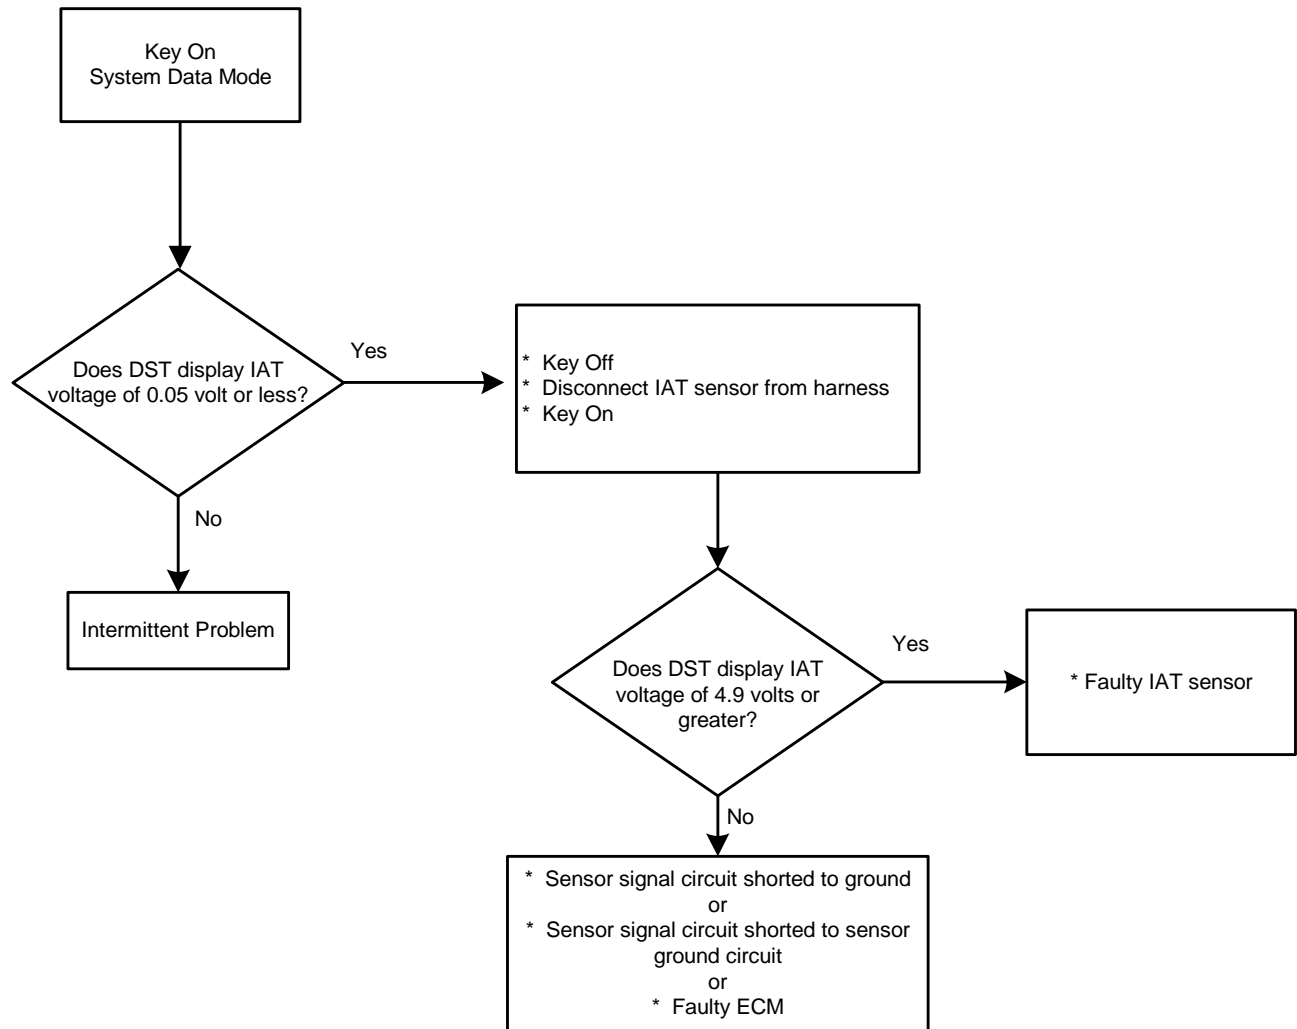 Key On
System Data Mode
Does DST display IAT
voltage of 0.05 volt or less?
Yes
* Key Off
* Disconnect IAT sensor from harness
* Key On
No
Intermittent Problem
Does DST display IAT
voltage of 4.9 volts or
greater?
Yes
* Faulty IAT sensor
No
* Sensor signal circuit shorted to ground
or
* Sensor signal circuit shorted to sensor
ground circuit
or
* Faulty ECM